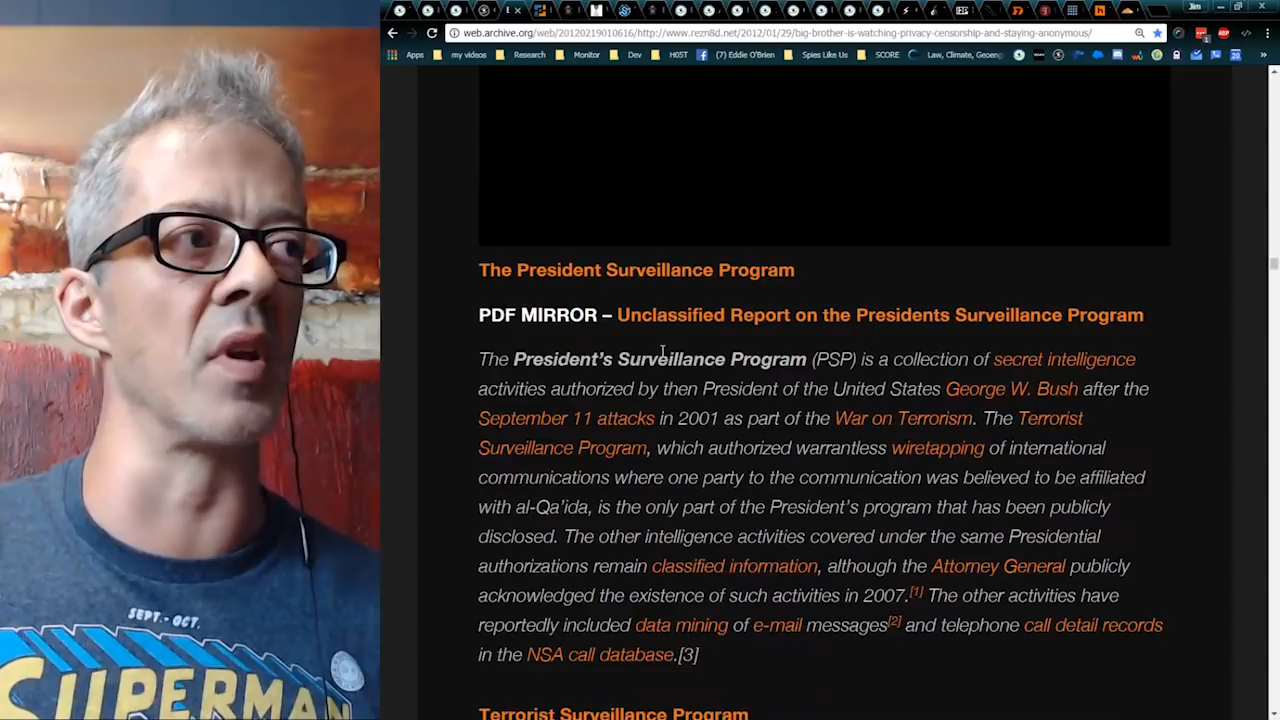 Jim
web.archive.org/web/20120219010616/http://www.rezn8d.net/2012/01/29/big-brother-is-watching-privacy-censorship-and-staying-anonymous/
Apps my videos Research Monitor Dev H0ST (7) Eddie O'Brien Spies Like Us SCORE Law, Climate, Geoeng
The President Surveillance Program
PDF MIRROR – Unclassified Report on the Presidents Surveillance Program
The President's Surveillance Program (PSP) is a collection of secret intelligence
activities authorized by then President of the United States George W. Bush after the
September 11 attacks in 2001 as part of the War on Terrorism. The Terrorist
Surveillance Program, which authorized warrantless wiretapping of international
communications where one party to the communication was believed to be affiliated
with al-Qa'ida, is the only part of the President's program that has been publicly
disclosed. The other intelligence activities covered under the same Presidential
authorizations remain classified information, although the Attorney General publicly
acknowledged the existence of such activities in 2007.[1] The other activities have
reportedly included data mining of e-mail messages[2] and telephone call detail records
in the NSA call database.[3]
Terrorist Surveillance Program
SEPT.-OCT.
SUPERMAN